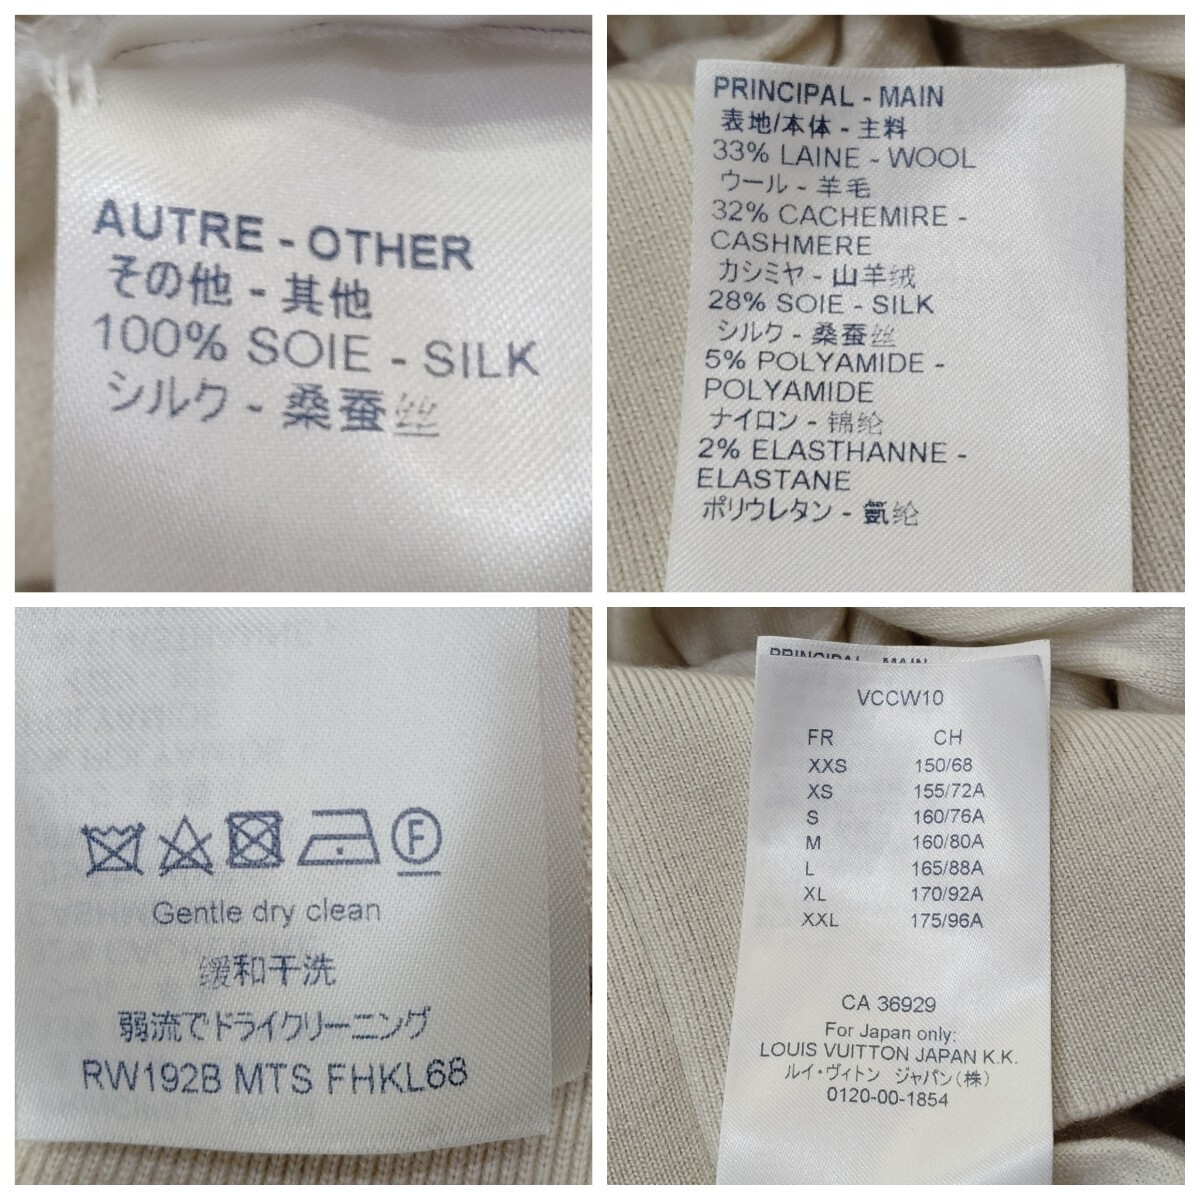 AUTRE - OTHER
その他 - 其他
100% SOIE - SILK
シルク - 桑蚕丝
PRINCIPAL - MAIN
表地/本体 - 主料
33% LAINE - WOOL
ウール - 羊毛
32% CACHEMIRE -
CASHMERE
カシミヤ - 山羊绒
28% SOIE - SILK
シルク - 桑蚕丝
5% POLYAMIDE -
POLYAMIDE
ナイロン - 锦纶
2% ELASTHANNE -
ELASTANE
ポリウレタン - 氨纶
F
Gentle dry clean
缓和干洗
弱流でドライクリーニング
RW192B MTS FHKL68
PRINCIPAL - MAIN
VCCW10
FR CH
XXS 150/68
XS 155/72A
S 160/76A
M 160/80A
L 165/88A
XL 170/92A
XXL 175/96A
CA 36929
For Japan only:
LOUIS VUITTON JAPAN K.K.
ルイ・ヴィトン ジャパン(株)
0120-00-1854